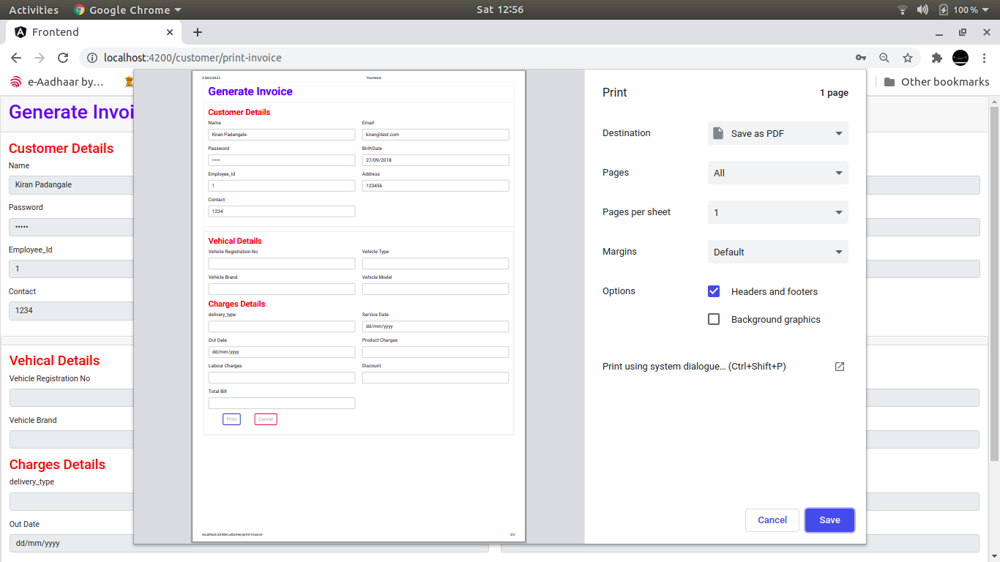 Activities Google Chrome Sat 12:56 100 %
Frontend
localhost:4200/customer/print-invoice
e-Aadhaar by… Other bookmarks
Generate Invoi
Customer Details
Name
Kiran Padangale
Password
•••••
Employee_Id
1
Contact
1234
Vehical Details
Vehicle Registration No
Vehicle Brand
Charges Details
delivery_type
Out Date
dd/mm/yyyy
23/01/2021 Frontend
Generate Invoice
Customer Details
Name Email
Kiran Padangale kiran@test.com
Password BirthDate
••••• 27/09/2018
Employee_Id Address
1 123456
Contact
1234
Vehical Details
Vehicle Registration No Vehicle Type
Vehicle Brand Vehicle Model
Charges Details
delivery_type Service Date
dd/mm/yyyy
Out Date Product Charges
dd/mm/yyyy
Labour Charges Discount
Total Bill
Print Cancel
localhost:4200/customer/print-invoice 1/1
Print 1 page
Destination Save as PDF
Pages All
Pages per sheet 1
Margins Default
Options Headers and footers
Background graphics
Print using system dialogue… (Ctrl+Shift+P)
Cancel Save